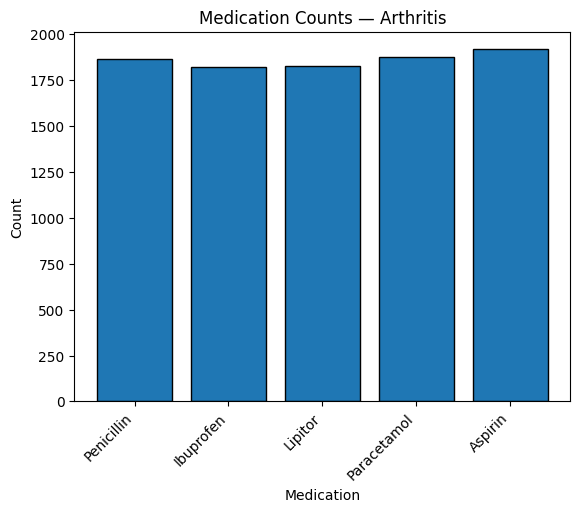 Medication Counts — Arthritis
2000
1750
1500
1250
1000
750
500
250
0
Count
Penicillin
Ibuprofen
Lipitor
Paracetamol
Aspirin
Medication